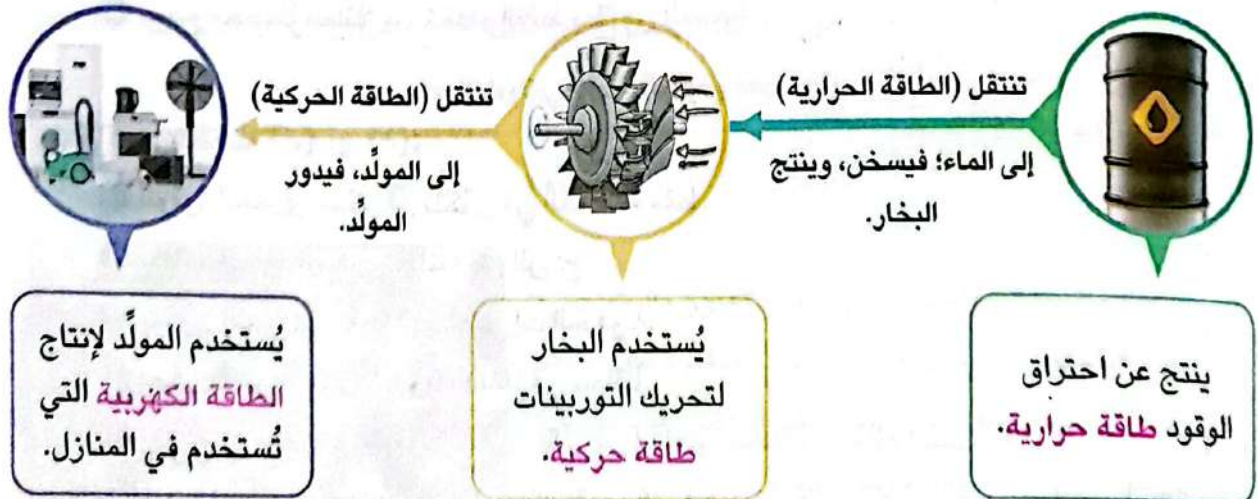 تنتقل (الطاقة الحرارية)
إلى الماء؛ فيسخن، وينتج
البخار.
تنتقل (الطاقة الحركية)
إلى المولِّد، فيدور
المولِّد.
ينتج عن احتراق
الوقود طاقة حرارية.
يُستخدم البخار
لتحريك التوربينات
طاقة حركية.
يُستخدم المولِّد لإنتاج
الطاقة الكهربية التي
تُستخدم في المنازل.